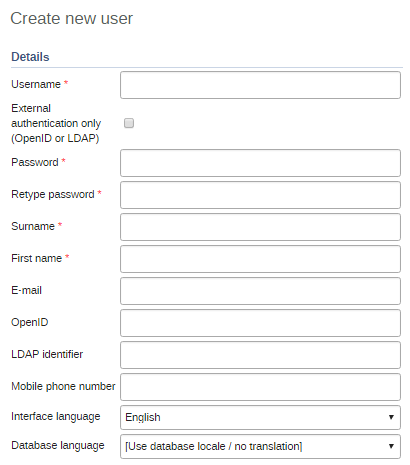 Create new user
Details
Username *
External
authentication only
(OpenID or LDAP)
Password *
Retype password *
Surname *
First name *
E-mail
OpenID
LDAP identifier
Mobile phone number
Interface language English
Database language [Use database locale / no translation]